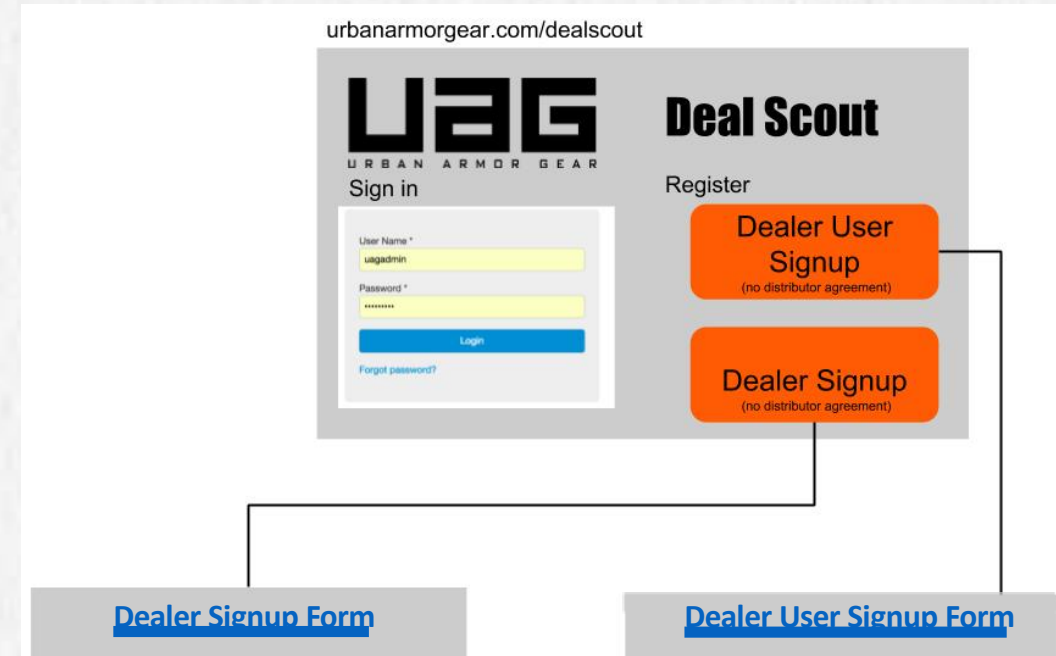 urbanarmorgear.com/dealscout
UAG
URBAN ARMOR GEAR
Deal Scout
Sign in
Register
User Name *
uagadmin
Password *
•••••••••
Login
Forgot password?
Dealer User
Signup
(no distributor agreement)
Dealer Signup
(no distributor agreement)
Dealer Signup Form
Dealer User Signup Form